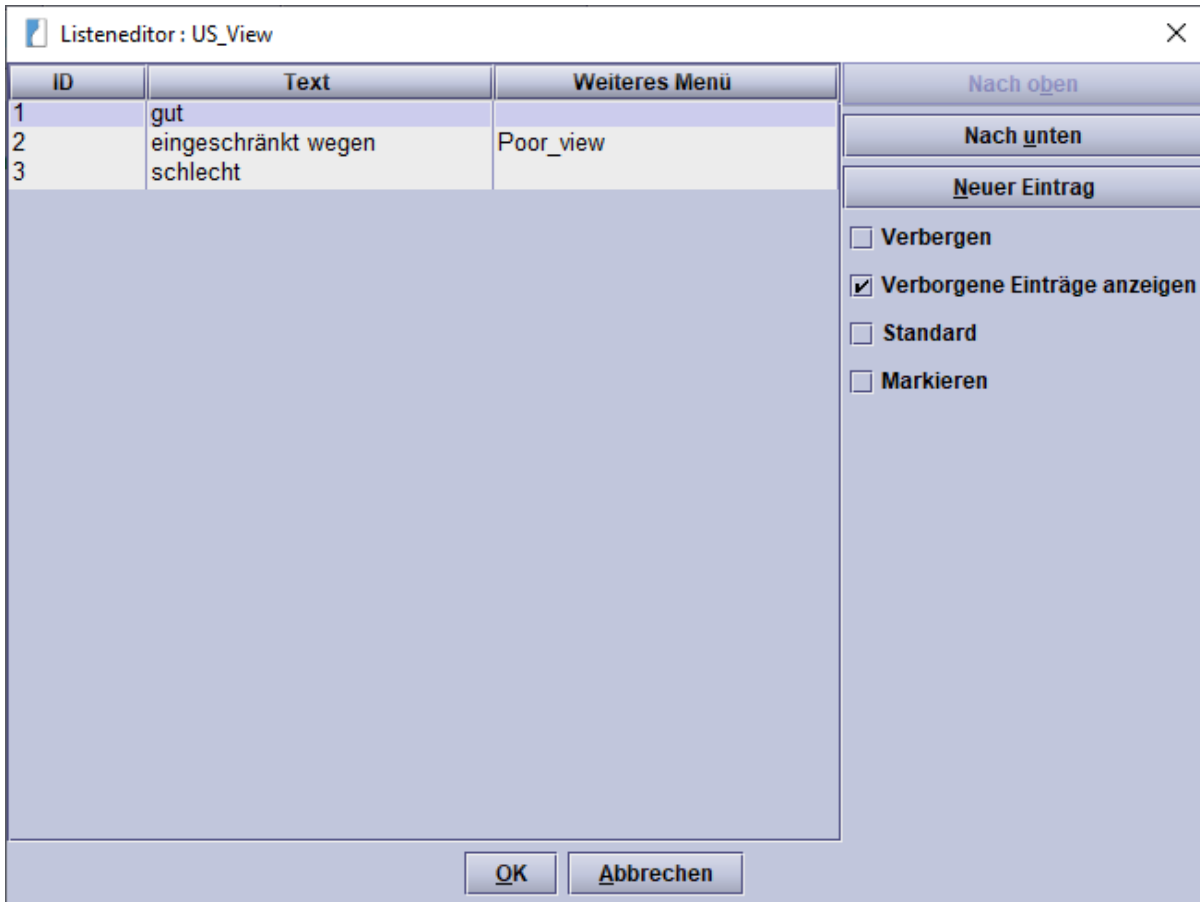 Listeneditor : US_View
ID Text Weiteres Menü
1 gut
2 eingeschränkt wegen Poor_view
3 schlecht
Nach oben
Nach unten
Neuer Eintrag
Verbergen
Verborgene Einträge anzeigen
Standard
Markieren
OK Abbrechen